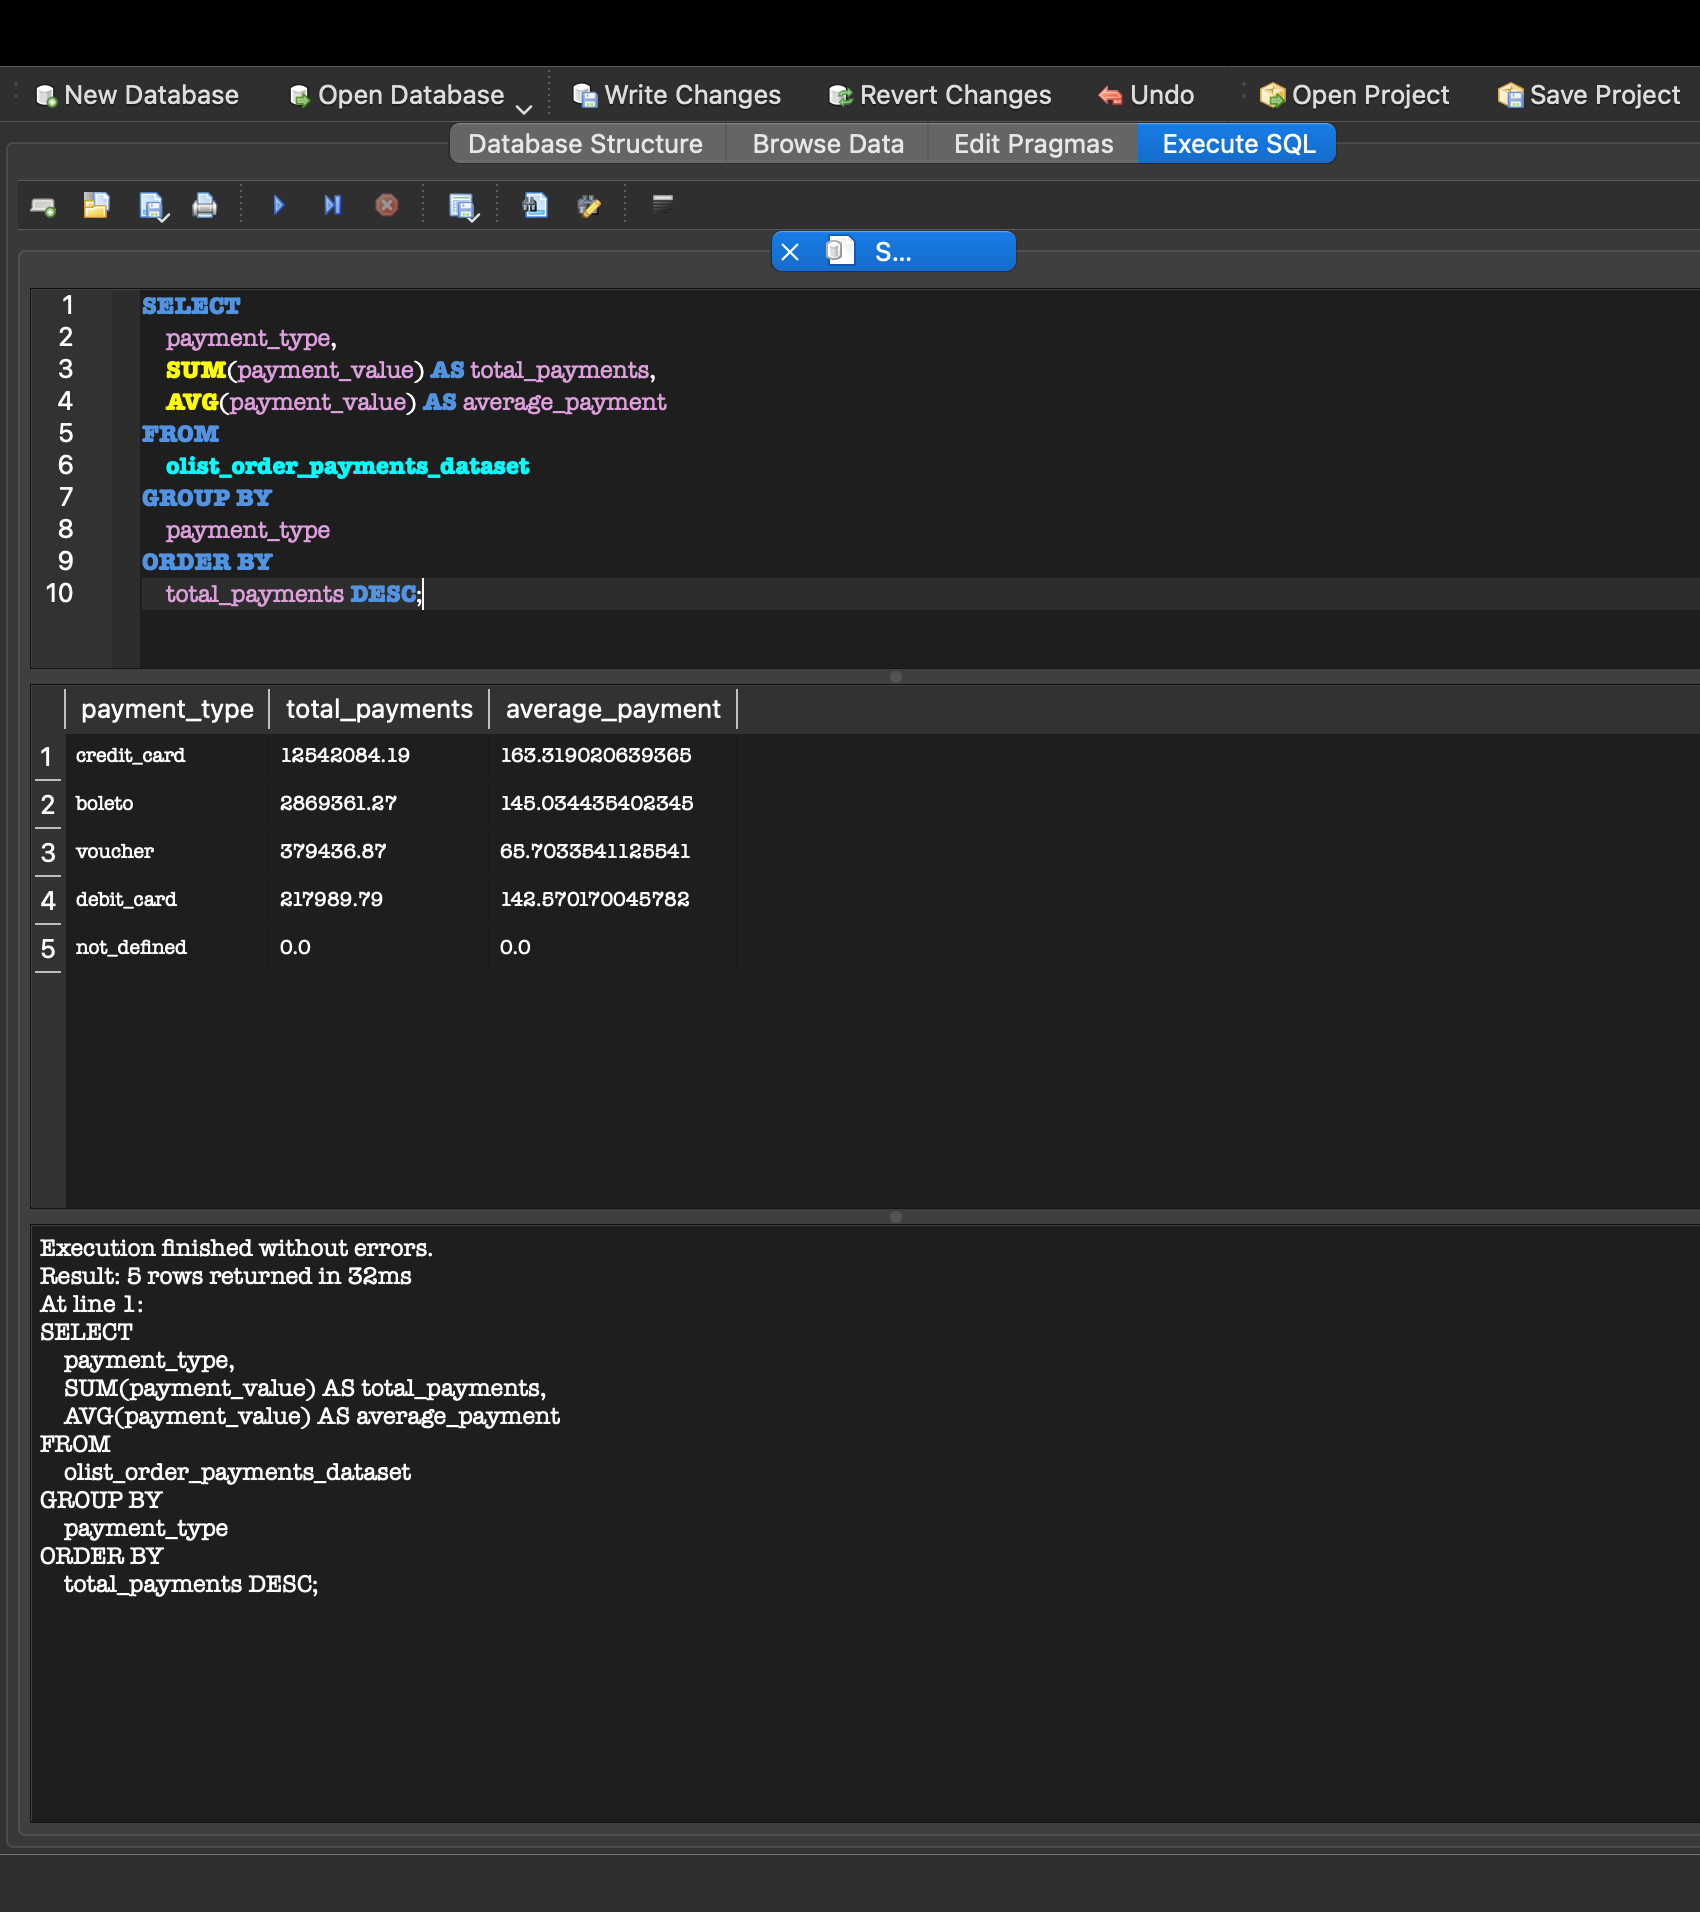 New Database Open Database Write Changes Revert Changes Undo Open Project Save Project
Database Structure Browse Data Edit Pragmas Execute SQL
S...
1 SELECT
2 payment_type,
3 SUM(payment_value) AS total_payments,
4 AVG(payment_value) AS average_payment
5 FROM
6 olist_order_payments_dataset
7 GROUP BY
8 payment_type
9 ORDER BY
10 total_payments DESC;
payment_type total_payments average_payment
1 credit_card 12542084.19 163.319020639365
2 boleto 2869361.27 145.034435402345
3 voucher 379436.87 65.7033541125541
4 debit_card 217989.79 142.570170045782
5 not_defined 0.0 0.0
Execution finished without errors.
Result: 5 rows returned in 32ms
At line 1:
SELECT
payment_type,
SUM(payment_value) AS total_payments,
AVG(payment_value) AS average_payment
FROM
olist_order_payments_dataset
GROUP BY
payment_type
ORDER BY
total_payments DESC;